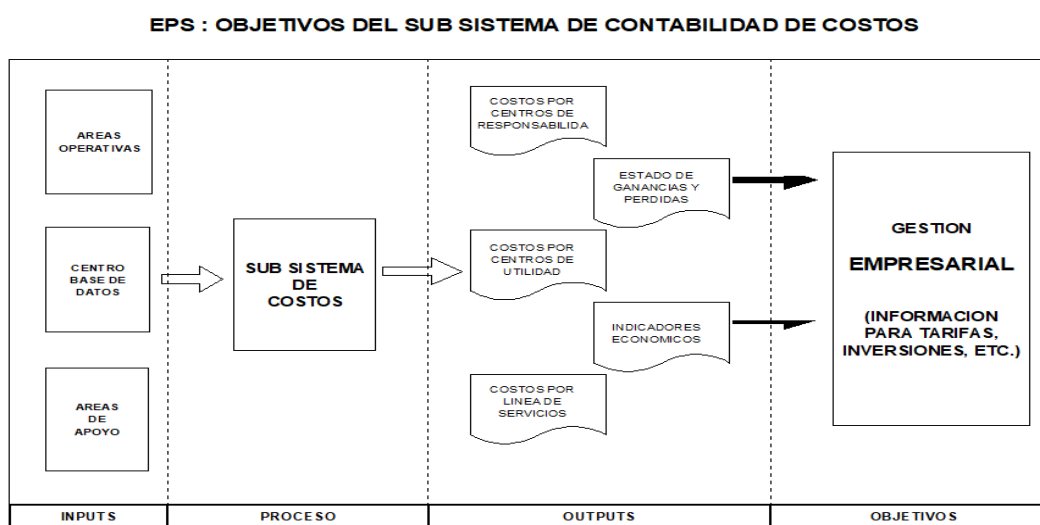 EPS : OBJETIVOS DEL SUB SISTEMA DE CONTABILIDAD DE COSTOS
AREAS
OPERATIVAS
CENTRO
BASE DE
DATOS
AREAS
DE
APOYO
SUB SISTEMA
DE
COSTOS
COSTOS POR
CENTROS DE
RESPONSABILIDA
ESTADO DE
GANANCIAS Y
PERDIDAS
COSTOS POR
CENTROS DE
UTILIDAD
INDICADORES
ECONOMICOS
COSTOS POR
LINEA DE
SERVICIOS
GESTION
EMPRESARIAL
(INFORMACION
PARA TARIFAS,
INVERSIONES, ETC.)
INPUTS
PROCESO
OUTPUTS
OBJETIVOS